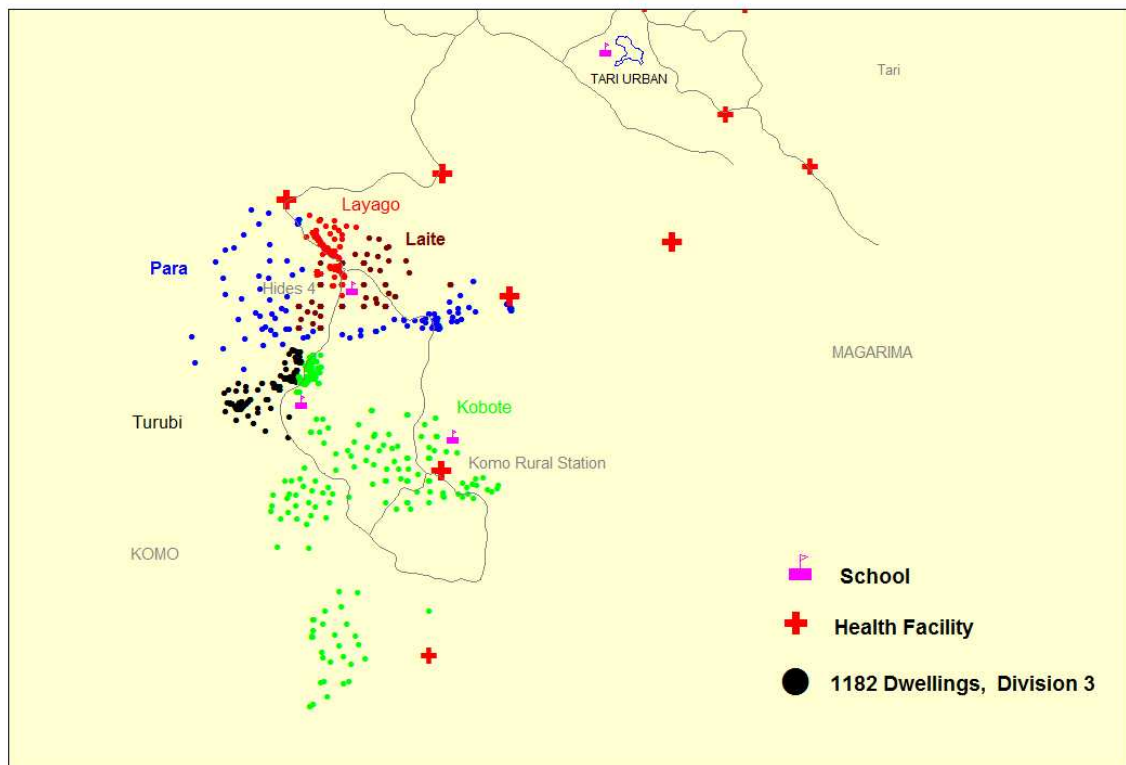 TARI URBAN
Tari
Layago
Laite
Para
Hides 4
MAGARIMA
Kobote
Turubi
Komo Rural Station
KOMO
School
Health Facility
1182 Dwellings, Division 3